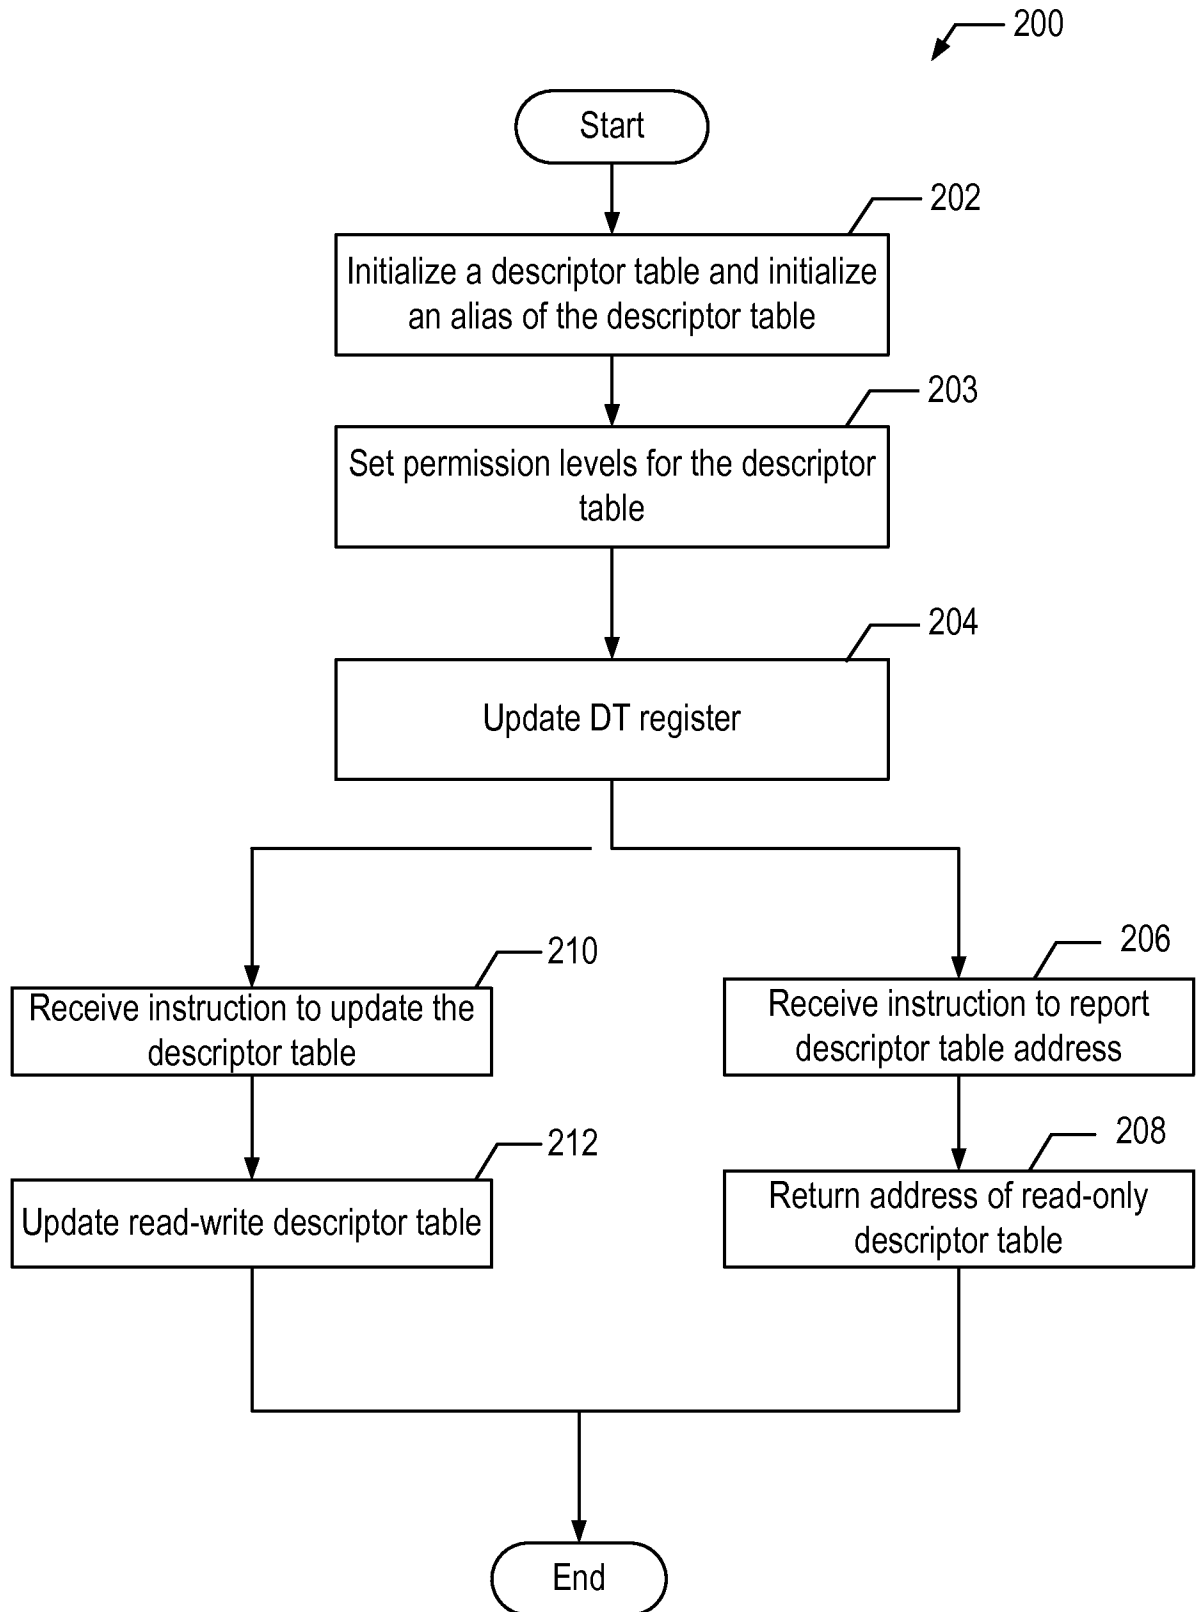 200
Start
202
Initialize a descriptor table and initialize
an alias of the descriptor table
203
Set permission levels for the descriptor
table
204
Update DT register
210
Receive instruction to update the
descriptor table
206
Receive instruction to report
descriptor table address
212
Update read-write descriptor table
208
Return address of read-only
descriptor table
End